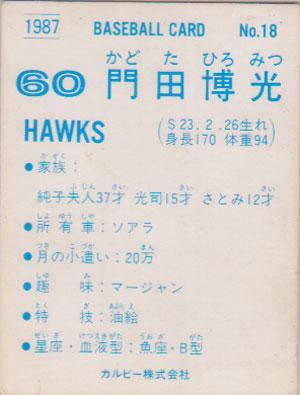 1987 BASEBALL CARD No.18
かど た ひろ みつ
60 門田博光
HAWKS
(S23.2.26生れ
身長170 体重94)
か ぞく
●家族：
ふ じん さい さい さい
純子夫人37才 光司15才 さとみ12才
しょ ゆう しゃ
●所有車：ソアラ
つき こ づか まん
●月の小遣い：20万
しゅ み
●趣味：マージャン
とく ぎ あぶらえ
●特技：油絵
せい ざ けつえきがた うお ざ がた
●星座・血液型：魚座・B型
カルビー株式会社